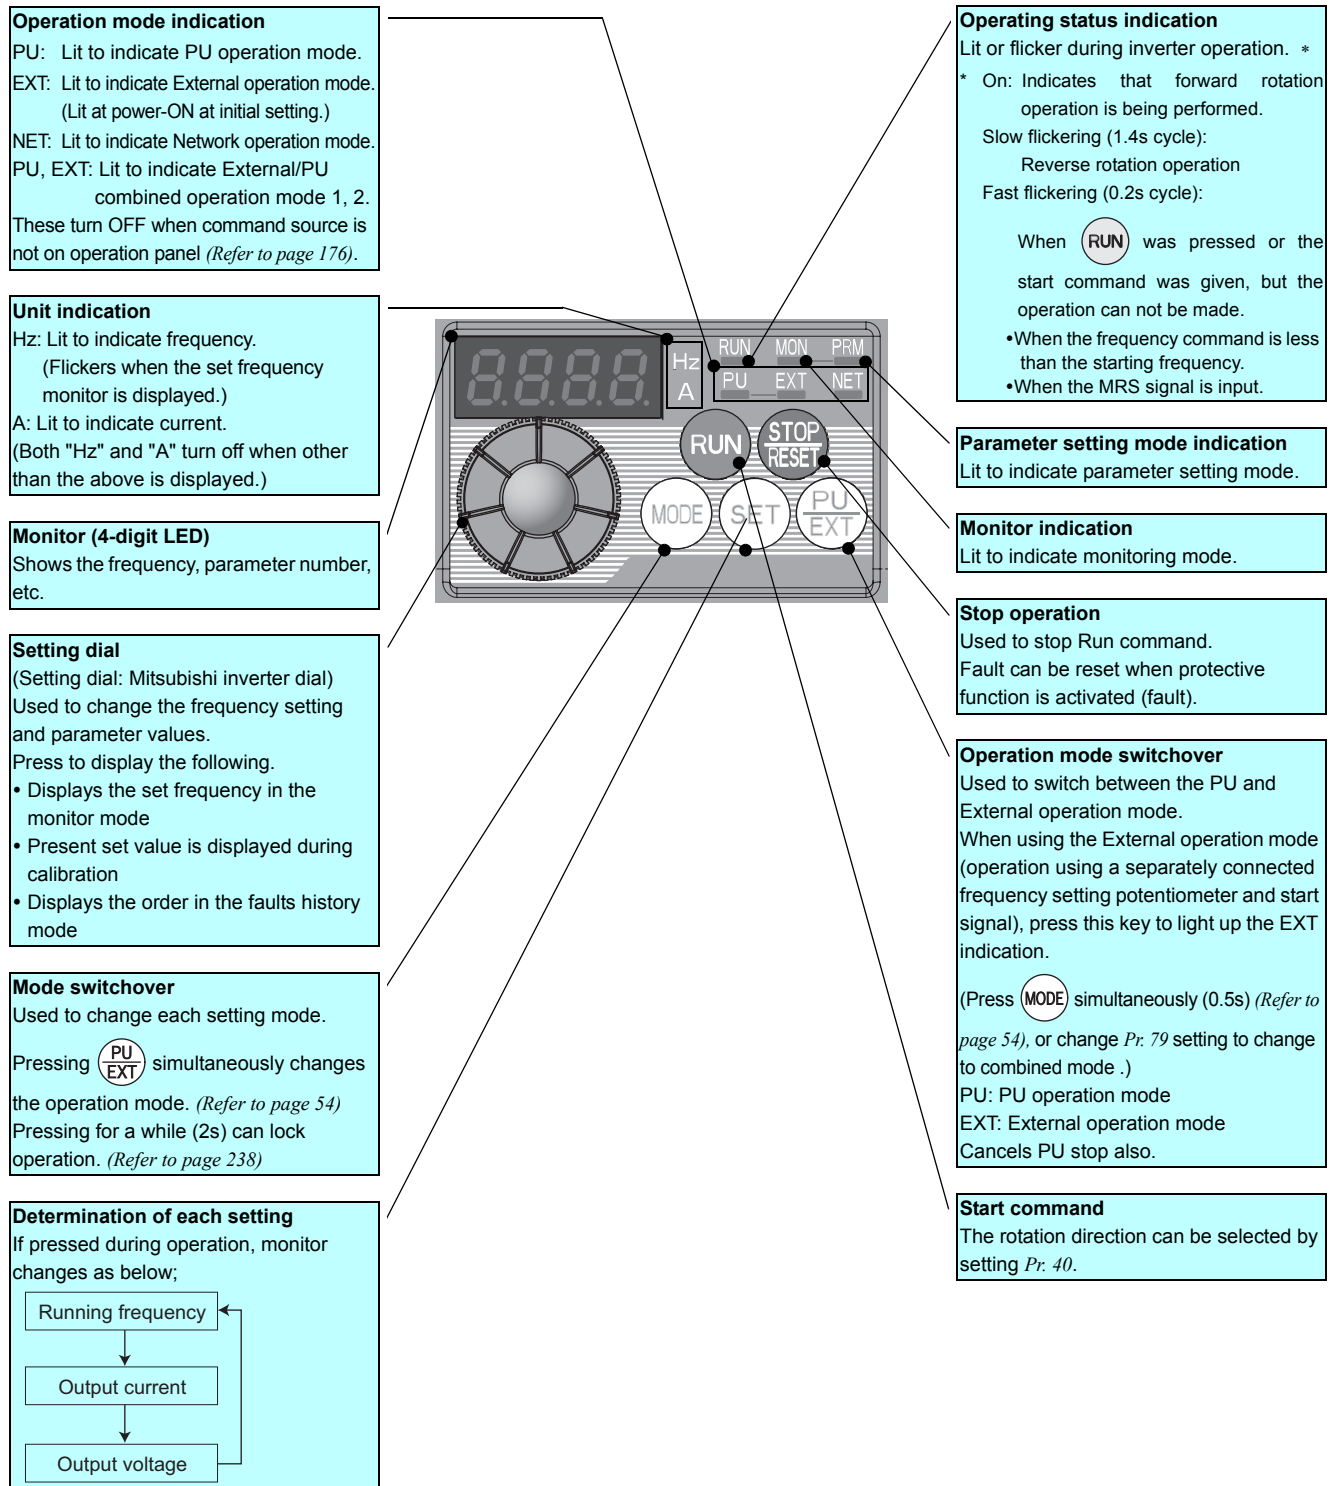 Operation mode indication
PU: Lit to indicate PU operation mode.
EXT: Lit to indicate External operation mode.
(Lit at power-ON at initial setting.)
NET: Lit to indicate Network operation mode.
PU, EXT: Lit to indicate External/PU
combined operation mode 1, 2.
These turn OFF when command source is
not on operation panel (Refer to page 176).
Unit indication
Hz: Lit to indicate frequency.
(Flickers when the set frequency
monitor is displayed.)
A: Lit to indicate current.
(Both "Hz" and "A" turn off when other
than the above is displayed.)
Monitor (4-digit LED)
Shows the frequency, parameter number,
etc.
Setting dial
(Setting dial: Mitsubishi inverter dial)
Used to change the frequency setting
and parameter values.
Press to display the following.
• Displays the set frequency in the
monitor mode
• Present set value is displayed during
calibration
• Displays the order in the faults history
mode
Mode switchover
Used to change each setting mode.
Pressing PU/EXT simultaneously changes
the operation mode. (Refer to page 54)
Pressing for a while (2s) can lock
operation. (Refer to page 238)
Determination of each setting
If pressed during operation, monitor
changes as below;
Running frequency
Output current
Output voltage
8.8.8.8.
Hz
A
RUN MON PRM
PU EXT NET
RUN
STOP
RESET
MODE
SET
PU
EXT
Operating status indication
Lit or flicker during inverter operation. *
* On: Indicates that forward rotation
operation is being performed.
Slow flickering (1.4s cycle):
Reverse rotation operation
Fast flickering (0.2s cycle):
When RUN was pressed or the
start command was given, but the
operation can not be made.
•When the frequency command is less
than the starting frequency.
•When the MRS signal is input.
Parameter setting mode indication
Lit to indicate parameter setting mode.
Monitor indication
Lit to indicate monitoring mode.
Stop operation
Used to stop Run command.
Fault can be reset when protective
function is activated (fault).
Operation mode switchover
Used to switch between the PU and
External operation mode.
When using the External operation mode
(operation using a separately connected
frequency setting potentiometer and start
signal), press this key to light up the EXT
indication.
(Press MODE simultaneously (0.5s) (Refer to
page 54), or change Pr. 79 setting to change
to combined mode .)
PU: PU operation mode
EXT: External operation mode
Cancels PU stop also.
Start command
The rotation direction can be selected by
setting Pr. 40.